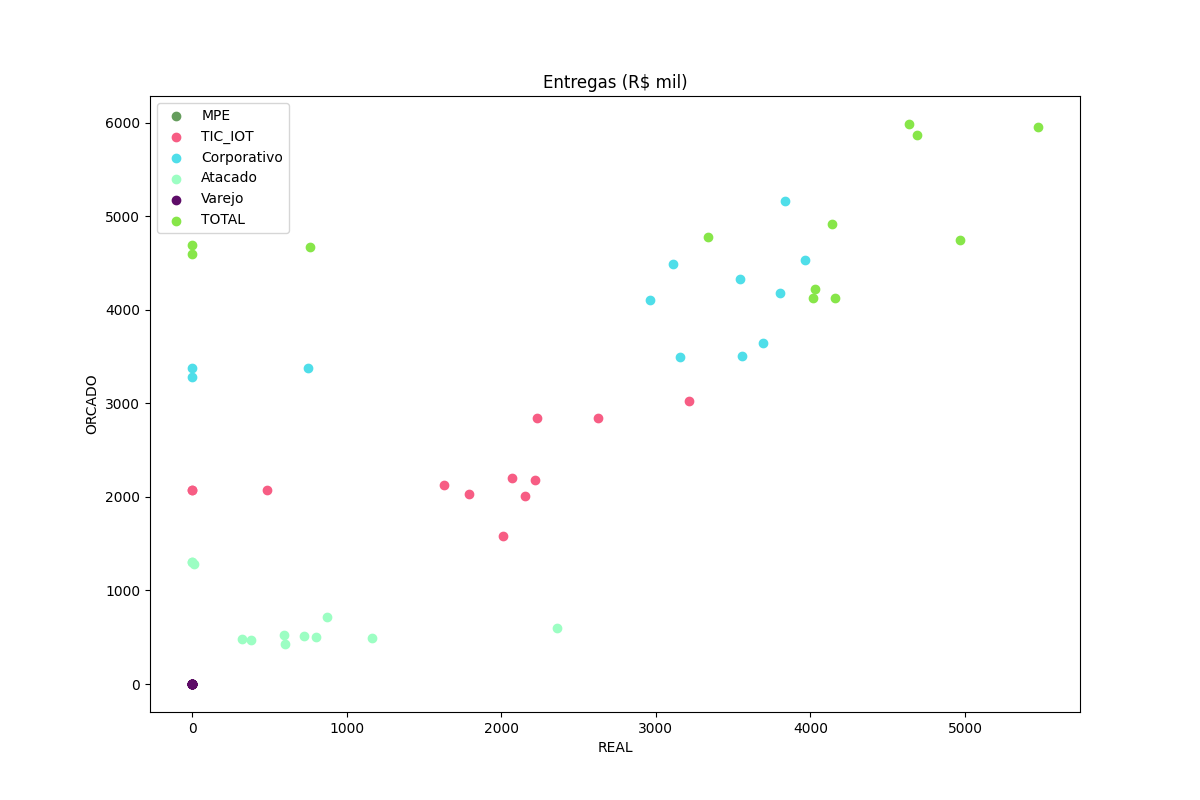 Entregas (R$ mil)
MPE
TIC_IOT
Corporativo
Atacado
Varejo
TOTAL
6000
5000
4000
3000
2000
1000
0
ORCADO
0 1000 2000 3000 4000 5000
REAL